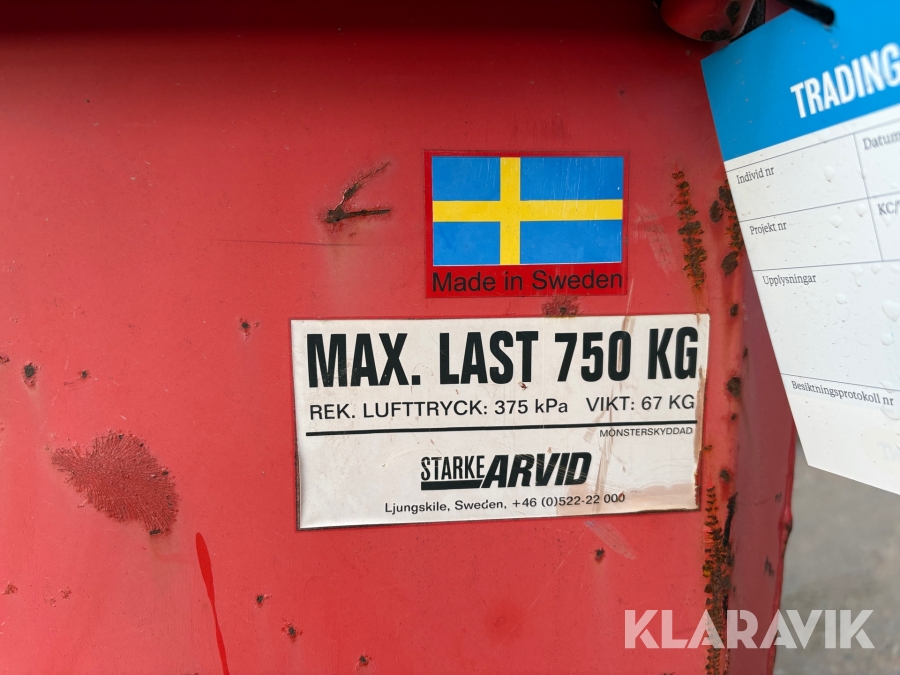 TRADING
Datum
Individ nr
KC/
Projekt nr
Upplysningar
Besiktningsprotokoll nr
Made in Sweden
MAX. LAST 750 KG
REK. LUFTTRYCK: 375 kPa VIKT: 67 KG
MÖNSTERSKYDDAD
STARKE ARVID
Ljungskile, Sweden, +46 (0)522-22 000
KLARAVIK